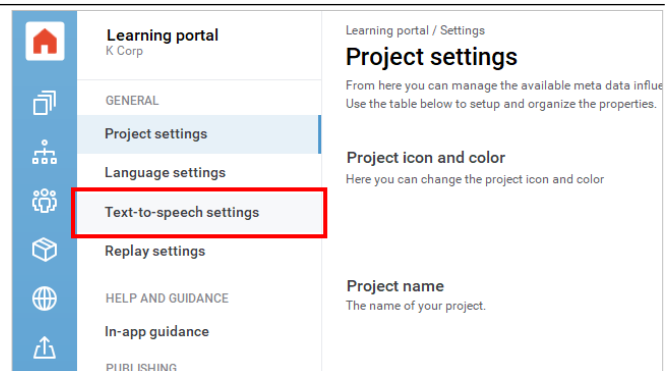 Learning portal
K Corp
GENERAL
Project settings
Language settings
Text-to-speech settings
Replay settings
HELP AND GUIDANCE
In-app guidance
PUBLISHING
Learning portal / Settings
Project settings
From here you can manage the available meta data influe
Use the table below to setup and organize the properties.
Project icon and color
Here you can change the project icon and color
Project name
The name of your project.